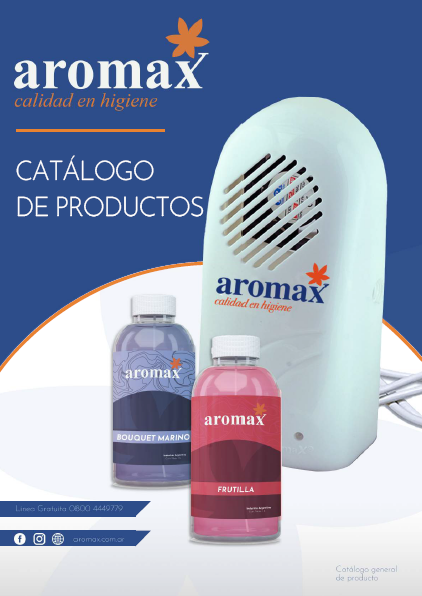 aromax
calidad en higiene
CATÁLOGO
DE PRODUCTOS
aromax
calidad en higiene
aromax
BOUQUET MARINO
aromax
FRUTILLA
Linea Gratuita 0800 4449779
aromax.com.ar
Catálogo general
de producto